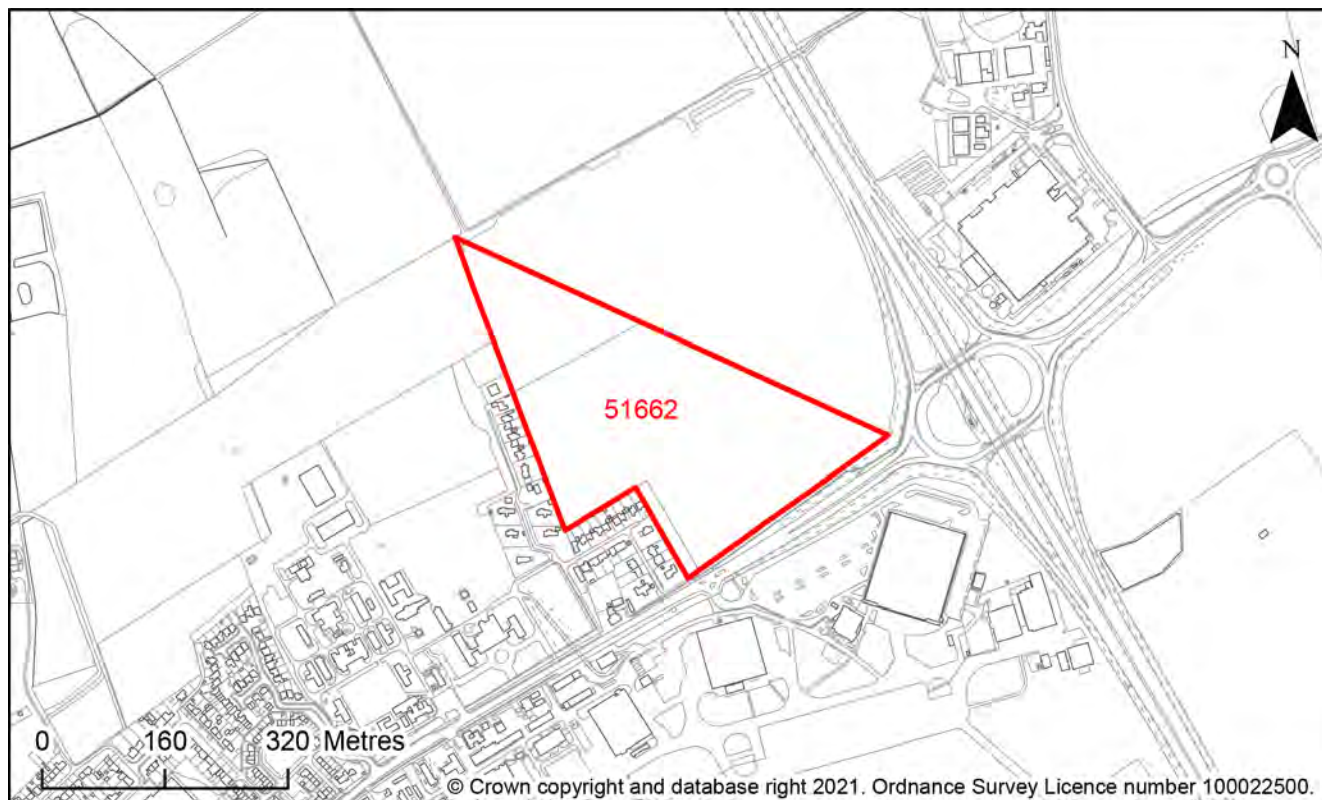 N
51662
0 160 320 Metres
© Crown copyright and database right 2021. Ordnance Survey Licence number 100022500.